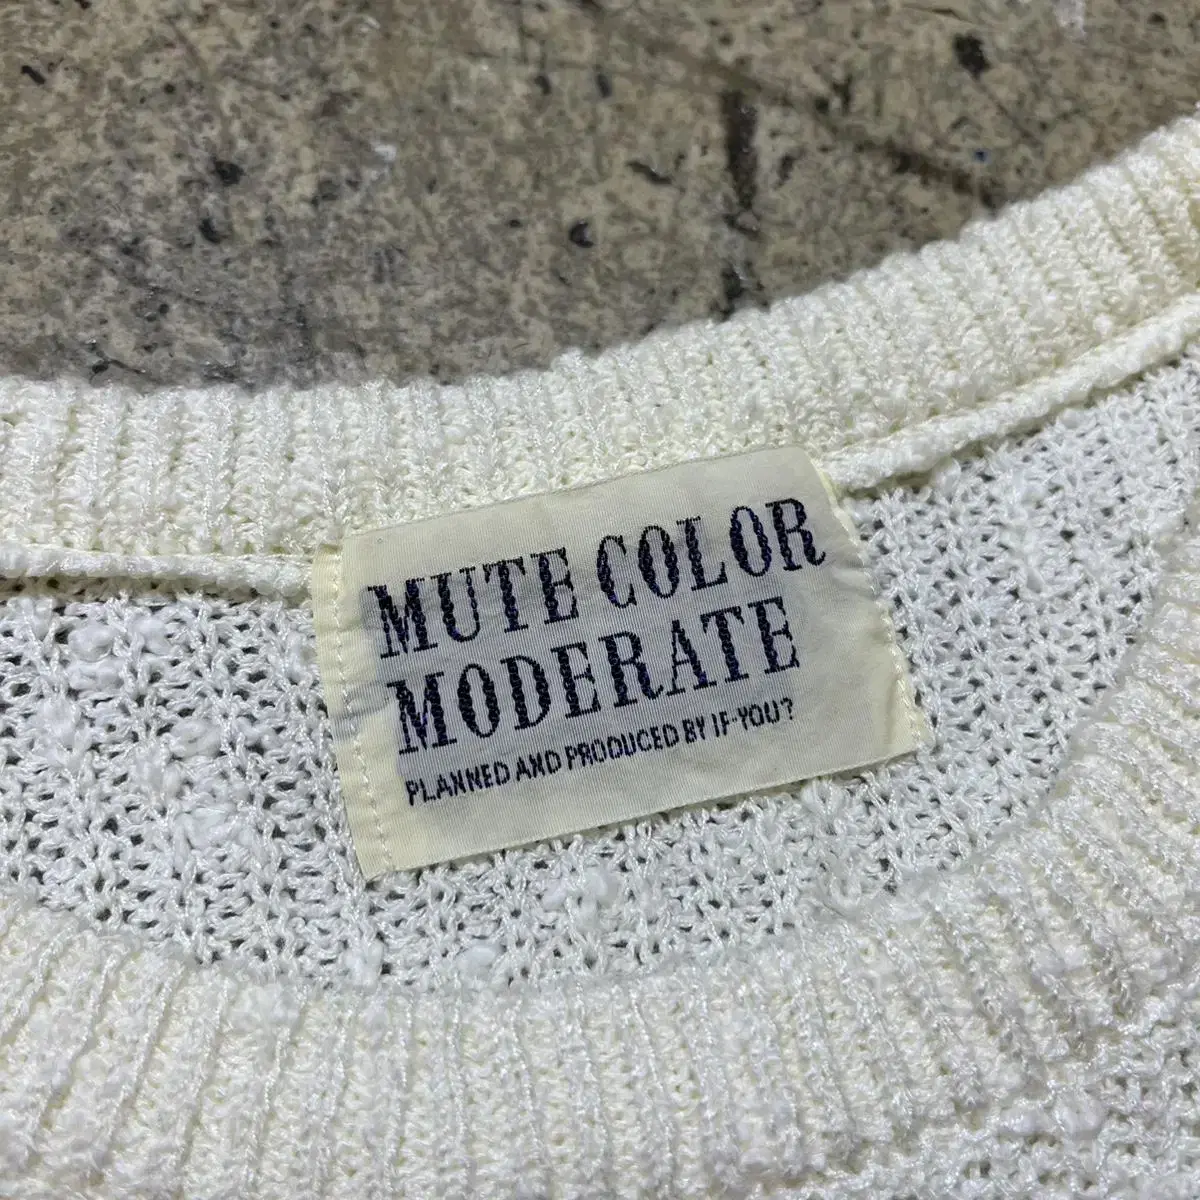 MUTE COLOR
MODERATE
PLANNED AND PRODUCED BY IF-YOU?